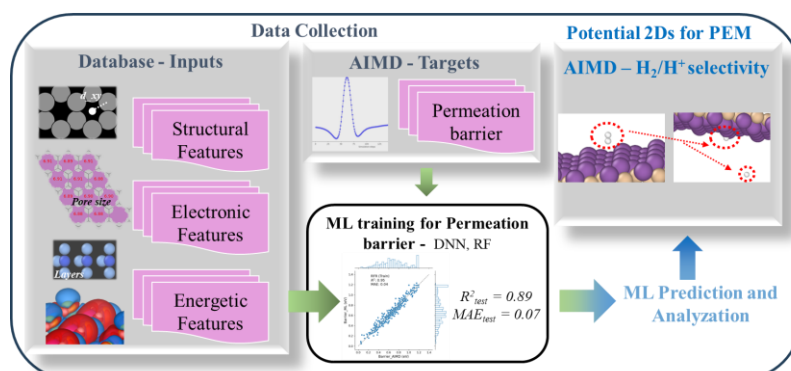 Data Collection
Potential 2Ds for PEM
Database - Inputs
d_xy
Structural
Features
Pore size
Electronic
Features
Layers
Energetic
Features
AIMD - Targets
Permeation
barrier
AIMD – H₂/H⁺ selectivity
ML training for Permeation
barrier - DNN, RF
R²test = 0.89
MAEtest = 0.07
ML Prediction and
Analyzation